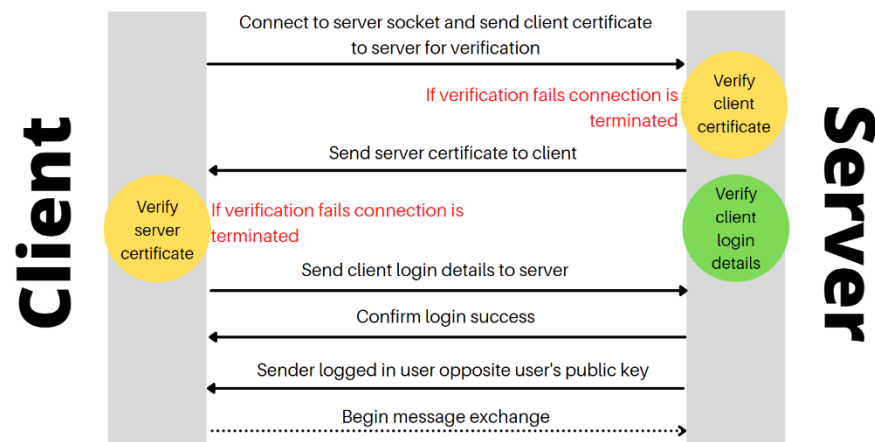 Connect to server socket and send client certificate
to server for verification
Verify
client
certificate
If verification fails connection is
terminated
Send server certificate to client
Client
Server
Verify
server
certificate
If verification fails connection is
terminated
Verify
client
login
details
Send client login details to server
Confirm login success
Sender logged in user opposite user's public key
Begin message exchange